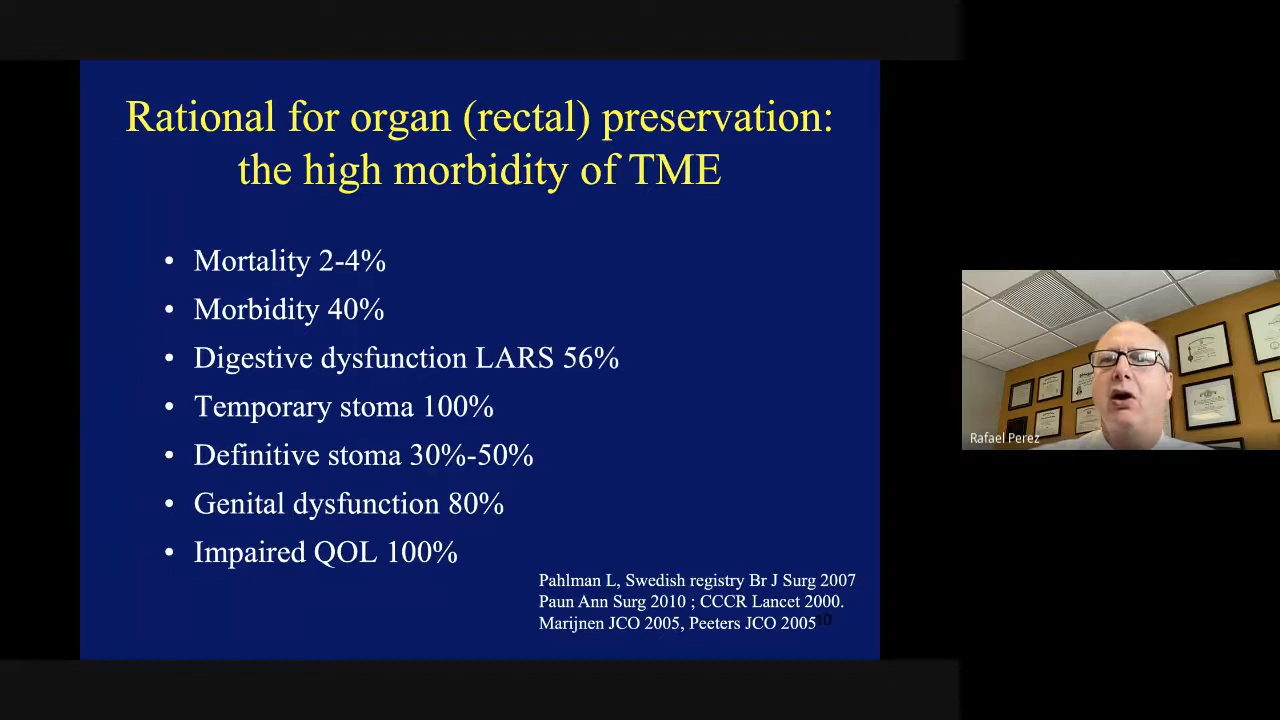 Rational for organ (rectal) preservation:
the high morbidity of TME
• Mortality 2-4%
• Morbidity 40%
• Digestive dysfunction LARS 56%
• Temporary stoma 100%
• Definitive stoma 30%-50%
• Genital dysfunction 80%
• Impaired QOL 100%
Pahlman L, Swedish registry Br J Surg 2007
Paun Ann Surg 2010 ; CCCR Lancet 2000.
Marijnen JCO 2005, Peeters JCO 2005
10
Rafael Perez